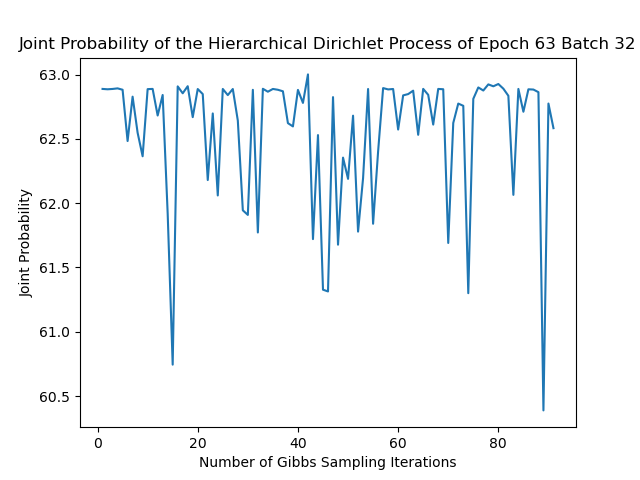 Joint Probability of the Hierarchical Dirichlet Process of Epoch 63 Batch 32
63.0
62.5
62.0
61.5
61.0
60.5
Joint Probability
0 20 40 60 80
Number of Gibbs Sampling Iterations